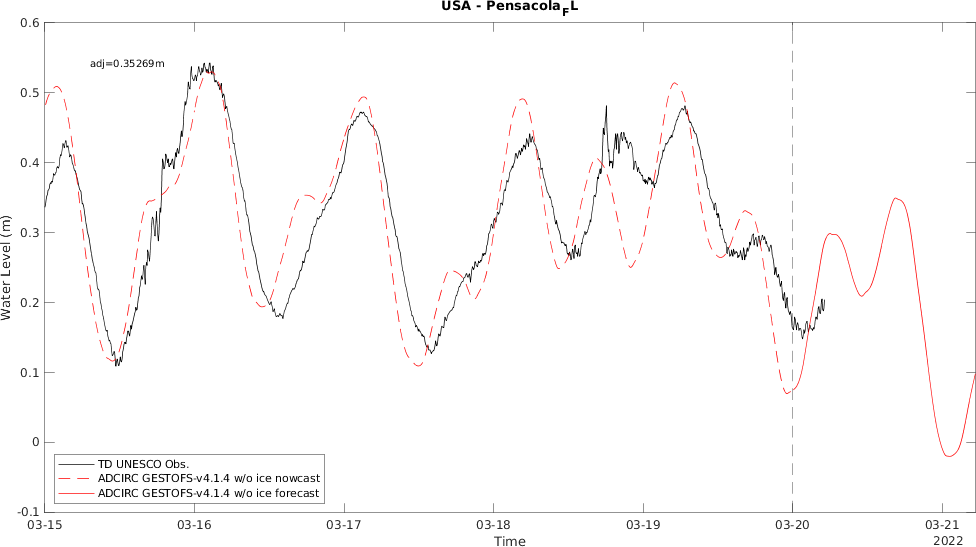 USA - Pensacola_FL
0.6
adj=0.35269m
0.5
0.4
0.3
0.2
0.1
0
-0.1
Water Level (m)
TD UNESCO Obs.
ADCIRC GESTOFS-v4.1.4 w/o ice nowcast
ADCIRC GESTOFS-v4.1.4 w/o ice forecast
03-15 03-16 03-17 03-18 03-19 03-20 03-21
Time 2022